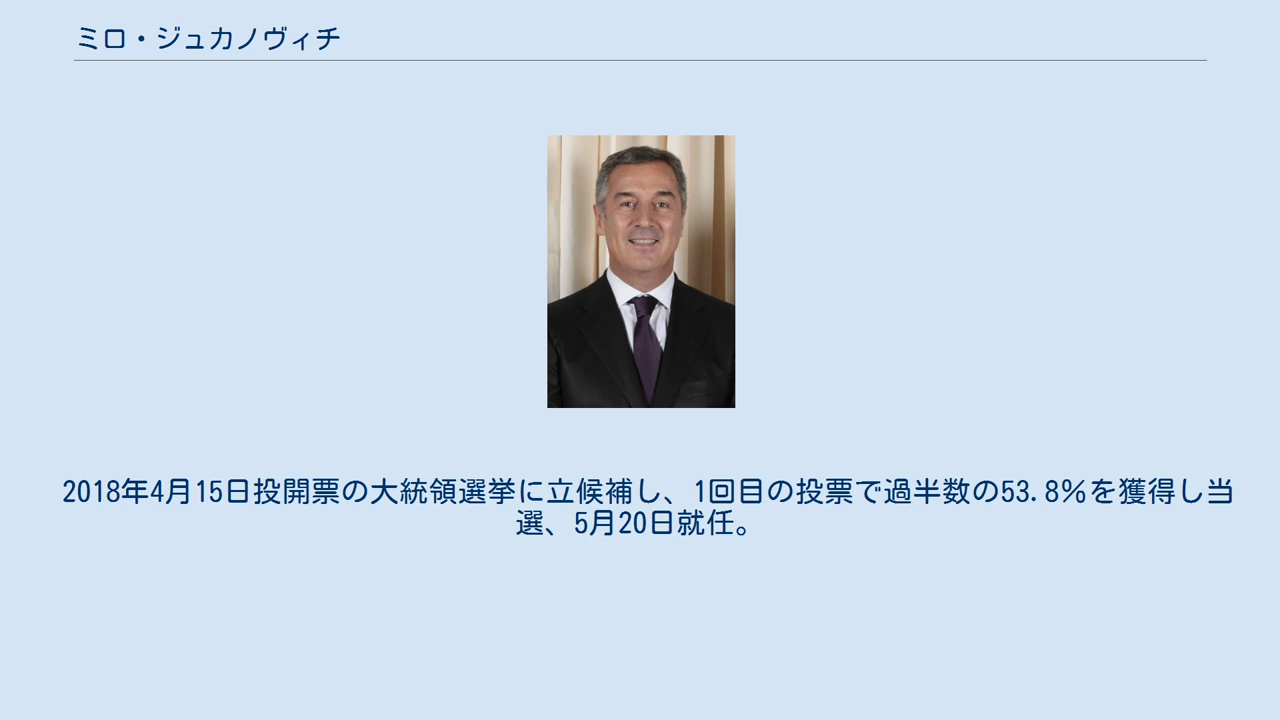 ミロ・ジュカノヴィチ
2018年4月15日投開票の大統領選挙に立候補し、1回目の投票で過半数の53.8%を獲得し当
選、5月20日就任。